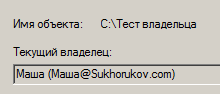 Имя объекта: C:\Тест владельца
Текущий владелец:
Маша (Маша@Sukhorukov.com)